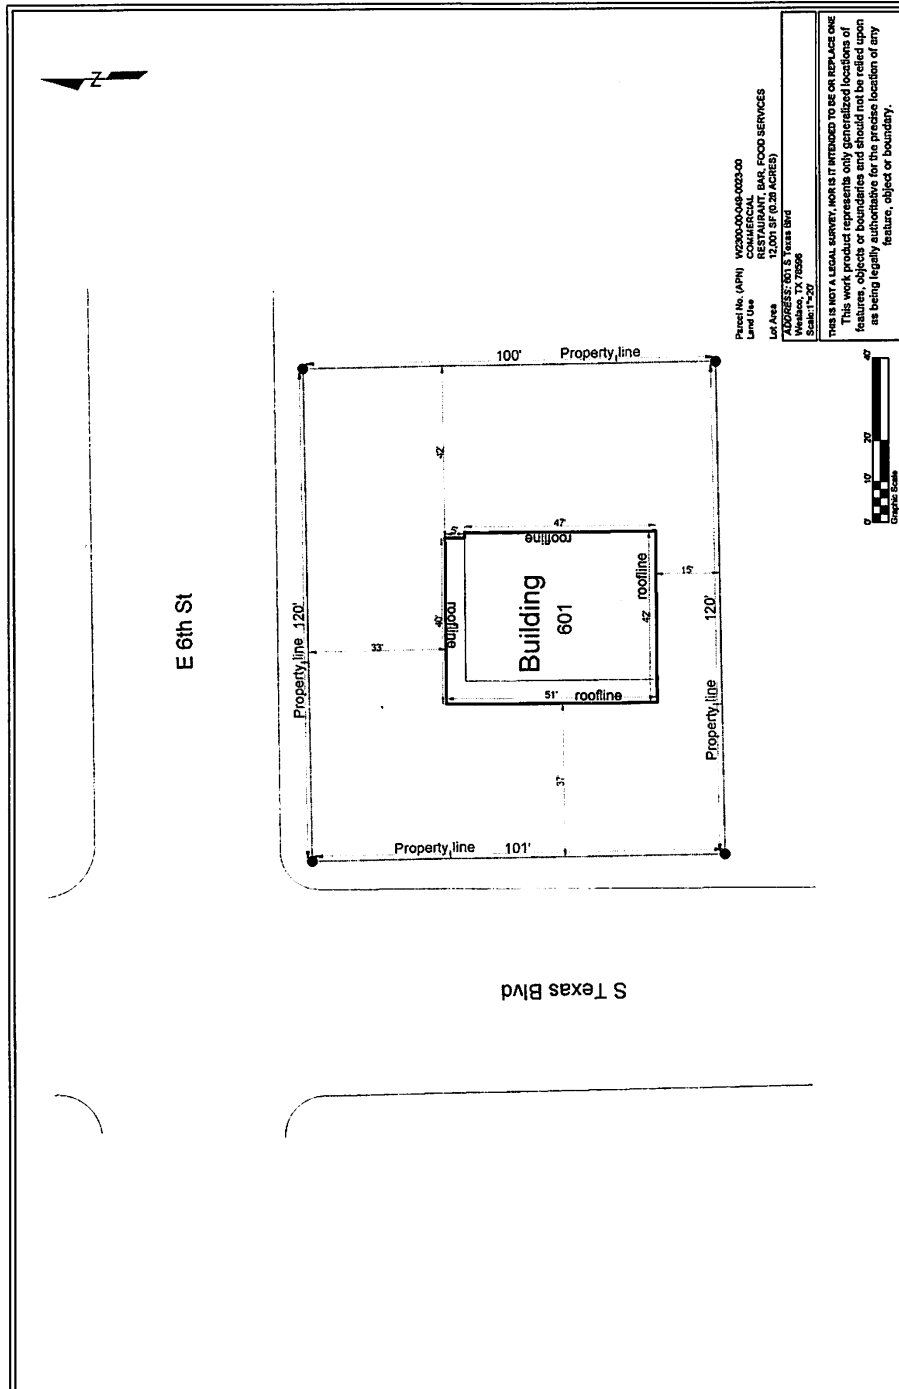 Z
E 6th St
S Texas Blvd
Property line 120'
100' Property line
Property line 101'
Property line 120'
33'
42'
37'
15'
40'
roofline
5'
47'
roofline
Building
601
roofline
42'
51' roofline
Parcel No. (APN) W2300-00-049-0023-00
Land Use COMMERCIAL
RESTAURANT, BAR, FOOD SERVICES
Lot Area 12,001 SF (0.28 ACRES)
ADDRESS: 601 S Texas Blvd
Weslaco, TX 78596
Scale: 1"=20'
THIS IS NOT A LEGAL SURVEY, NOR IS IT INTENDED TO BE OR REPLACE ONE
This work product represents only generalized locations of
features, objects or boundaries and should not be relied upon
as being legally authoritative for the precise location of any
feature, object or boundary.
0' 10' 20' 40'
Graphic Scale